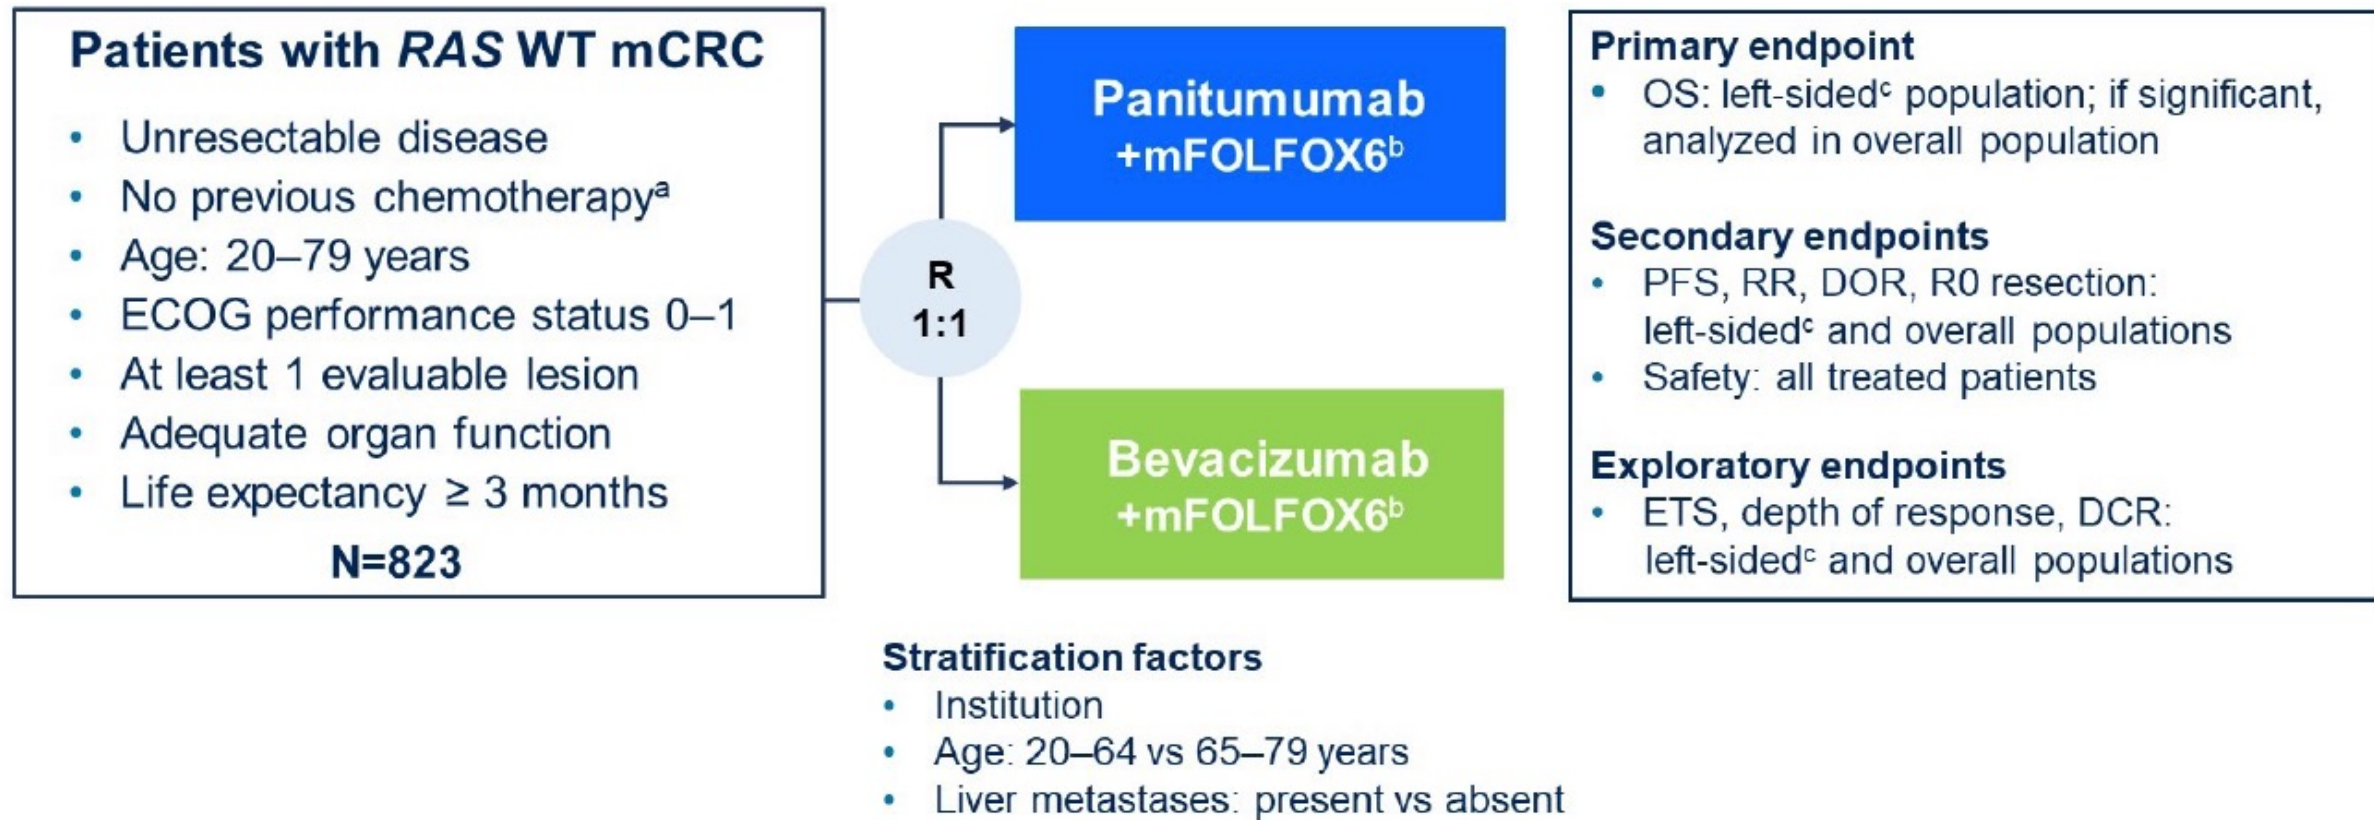 Patients with RAS WT mCRC
• Unresectable disease
• No previous chemotherapyᵃ
• Age: 20–79 years
• ECOG performance status 0–1
• At least 1 evaluable lesion
• Adequate organ function
• Life expectancy ≥ 3 months
N=823
R
1:1
Panitumumab
+mFOLFOX6ᵇ
Bevacizumab
+mFOLFOX6ᵇ
Primary endpoint
• OS: left-sidedᶜ population; if significant,
analyzed in overall population
Secondary endpoints
• PFS, RR, DOR, R0 resection:
left-sidedᶜ and overall populations
• Safety: all treated patients
Exploratory endpoints
• ETS, depth of response, DCR:
left-sidedᶜ and overall populations
Stratification factors
• Institution
• Age: 20–64 vs 65–79 years
• Liver metastases: present vs absent